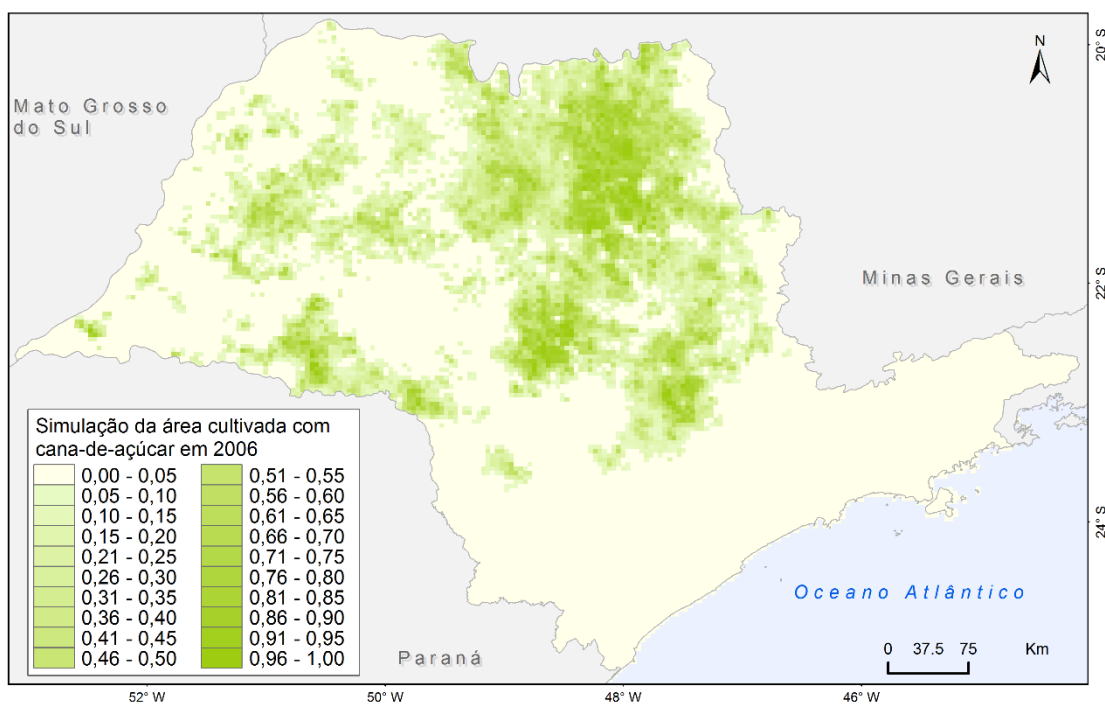 20° S
N
Mato Grosso
do Sul
Minas Gerais
22° S
Simulação da área cultivada com
cana-de-açúcar em 2006
0,00 - 0,05 0,51 - 0,55
0,05 - 0,10 0,56 - 0,60
0,10 - 0,15 0,61 - 0,65
0,15 - 0,20 0,66 - 0,70
0,21 - 0,25 0,71 - 0,75
0,26 - 0,30 0,76 - 0,80
0,31 - 0,35 0,81 - 0,85
0,36 - 0,40 0,86 - 0,90
0,41 - 0,45 0,91 - 0,95
0,46 - 0,50 0,96 - 1,00
24° S
Oceano Atlântico
Paraná
0 37.5 75 Km
52° W 50° W 48° W 46° W